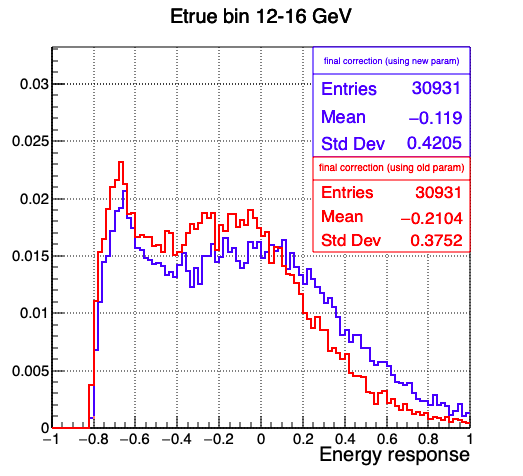 Etrue bin 12-16 GeV
final correction (using new param)
Entries 30931
Mean −0.119
Std Dev 0.4205
final correction (using old param)
Entries 30931
Mean −0.2104
Std Dev 0.3752
0.03
0.025
0.02
0.015
0.01
0.005
0
−1 −0.8 −0.6 −0.4 −0.2 0 0.2 0.4 0.6 0.8 1
Energy response